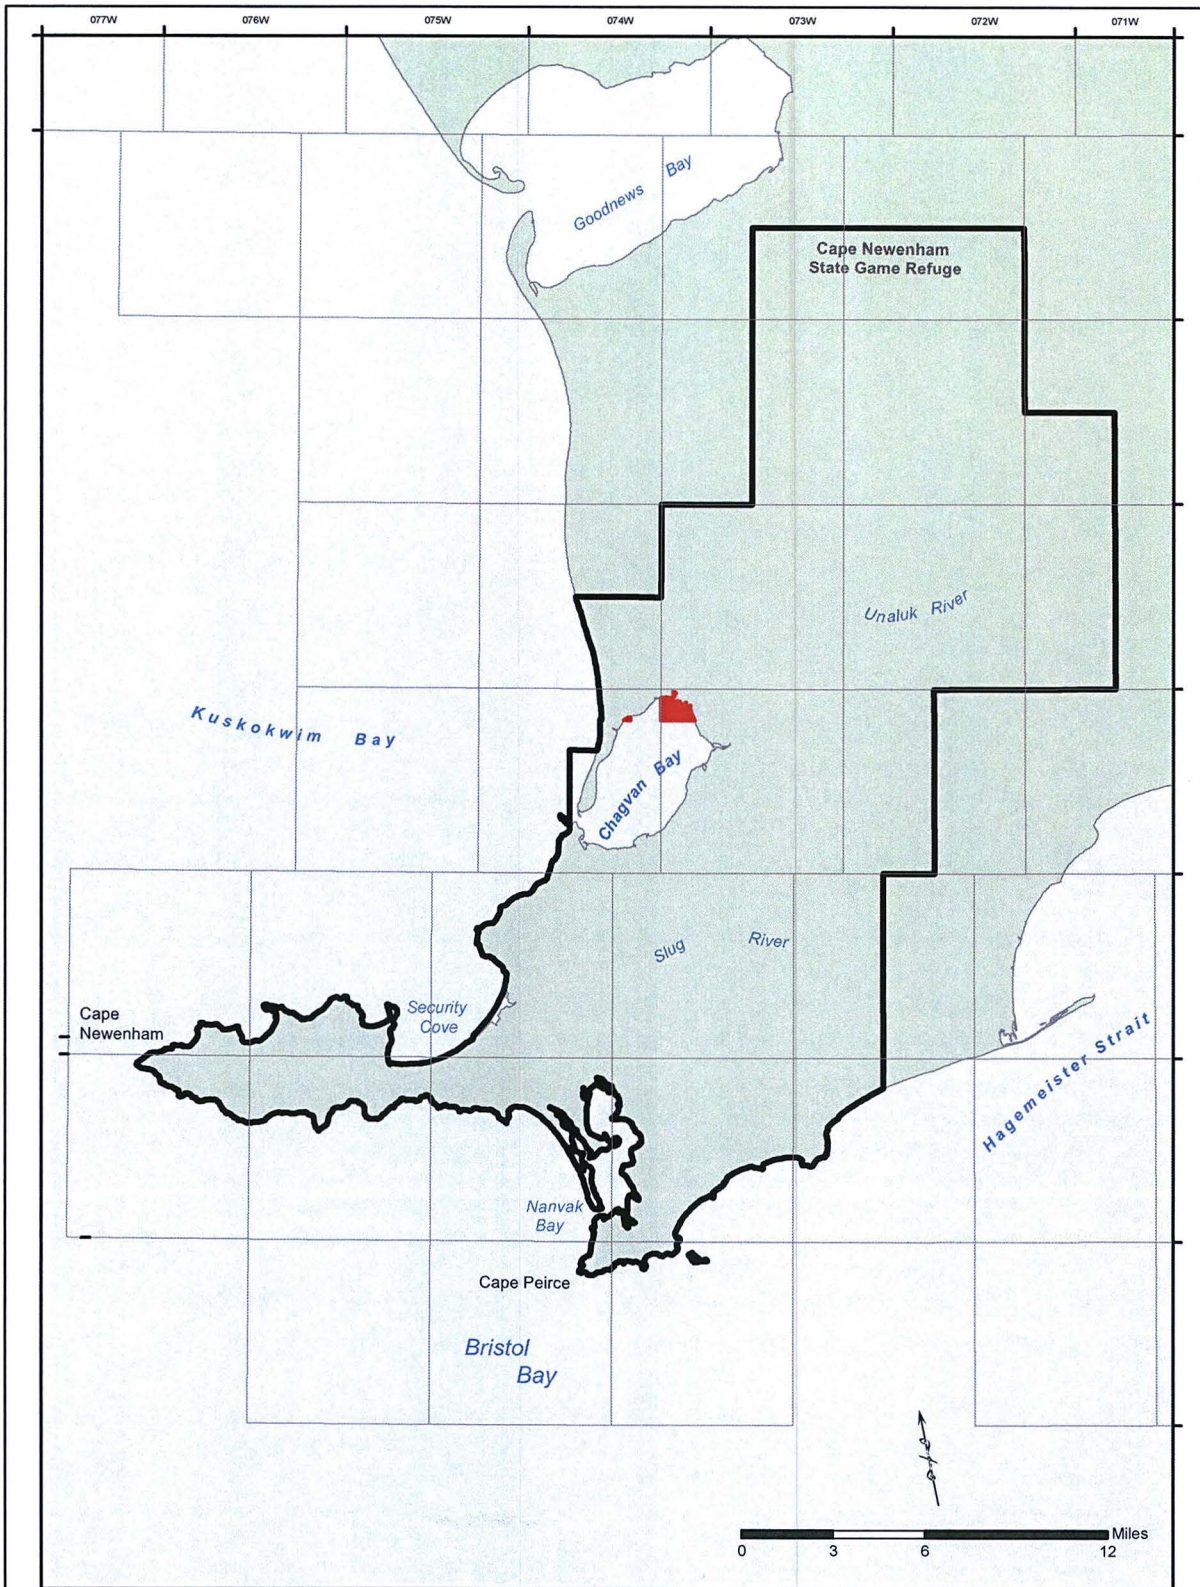 077W 076W 075W 074W 073W 072W 071W
Goodnews Bay
Cape Newenham
State Game Refuge
Unaluk River
Kuskokwim Bay
Chagvan Bay
Slug River
Security
Cove
Cape
Newenham
Hagemeister Strait
Nanvak
Bay
Cape Peirce
Bristol
Bay
Miles
0 3 6 12